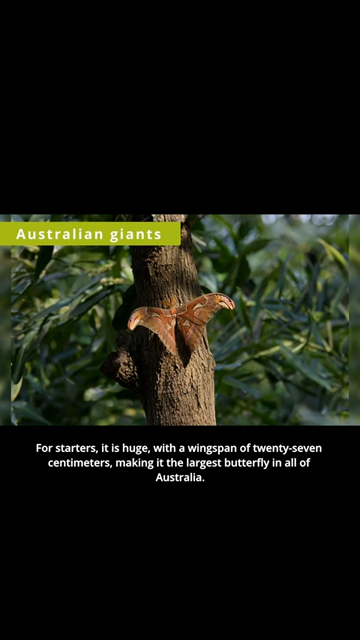 Australian giants
For starters, it is huge, with a wingspan of twenty-seven
centimeters, making it the largest butterfly in all of
Australia.